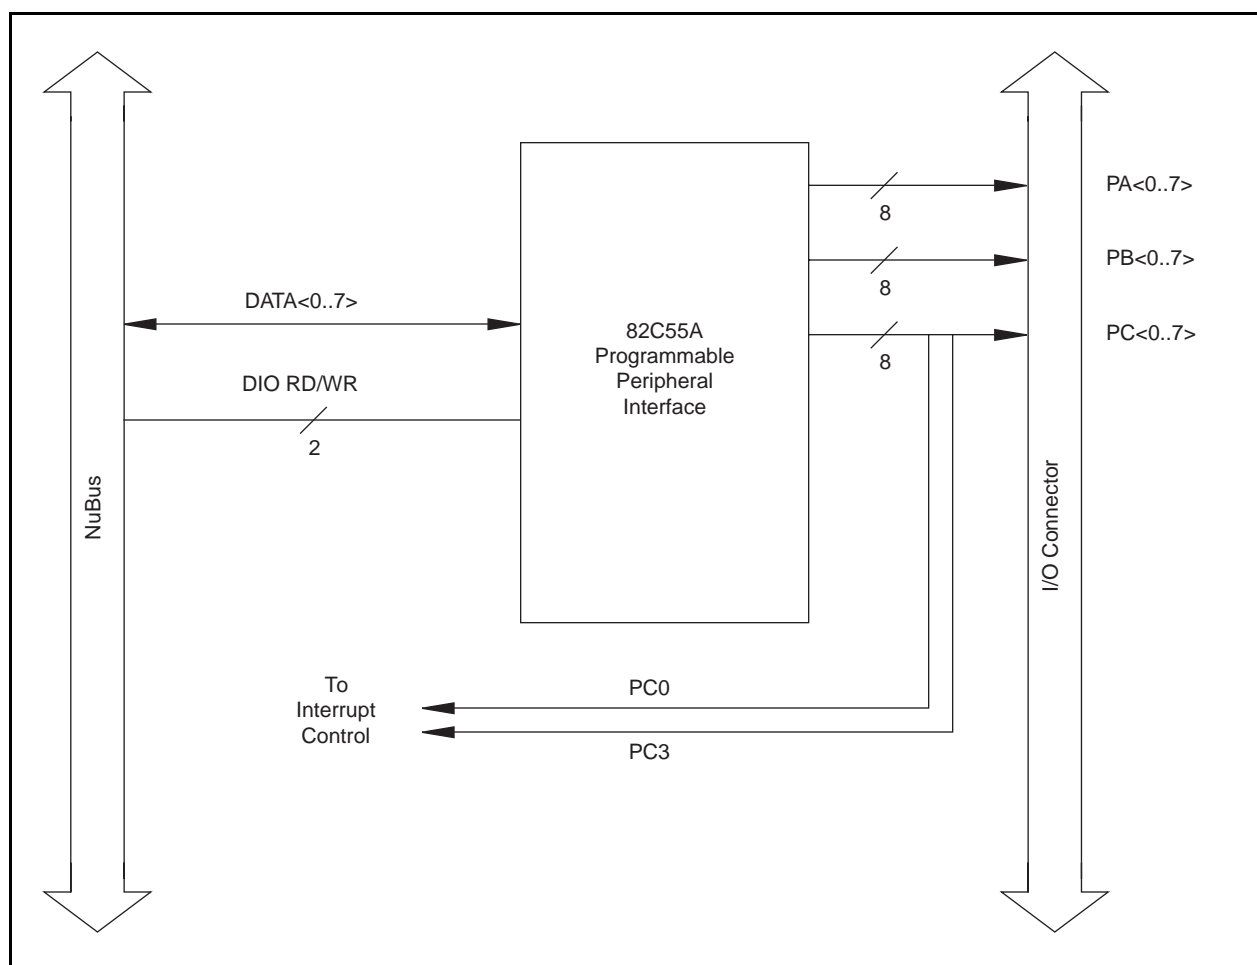 PA<0..7>
8
PB<0..7>
8
DATA<0..7>
PC<0..7>
8
82C55A
Programmable
Peripheral
Interface
DIO RD/WR
2
NuBus
I/O Connector
To
Interrupt
Control
PC0
PC3